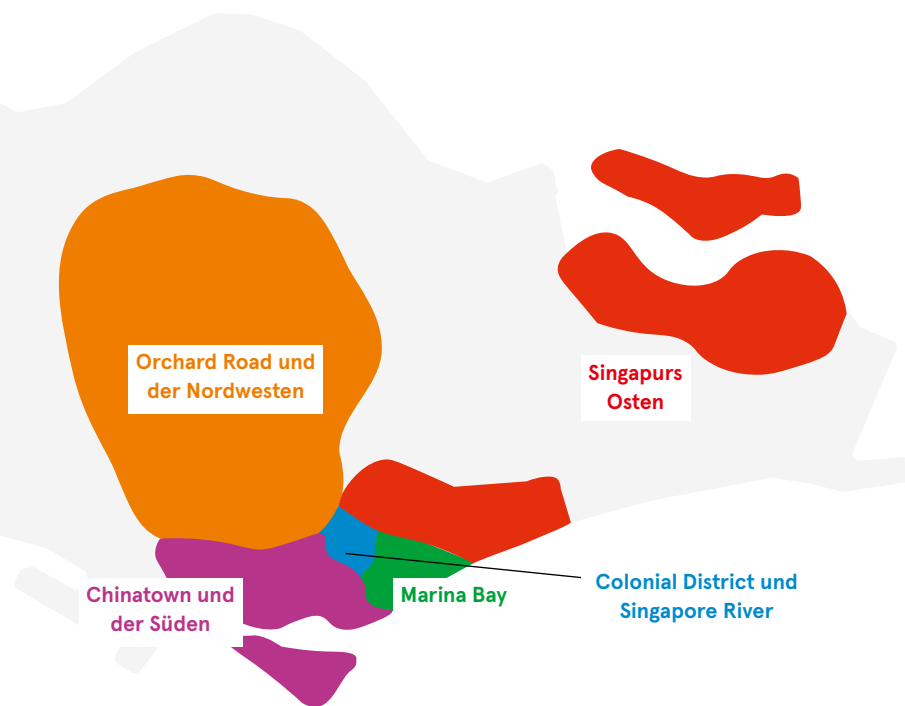 Orchard Road und
der Nordwesten
Singapurs
Osten
Chinatown und
der Süden
Marina Bay
Colonial District und
Singapore River